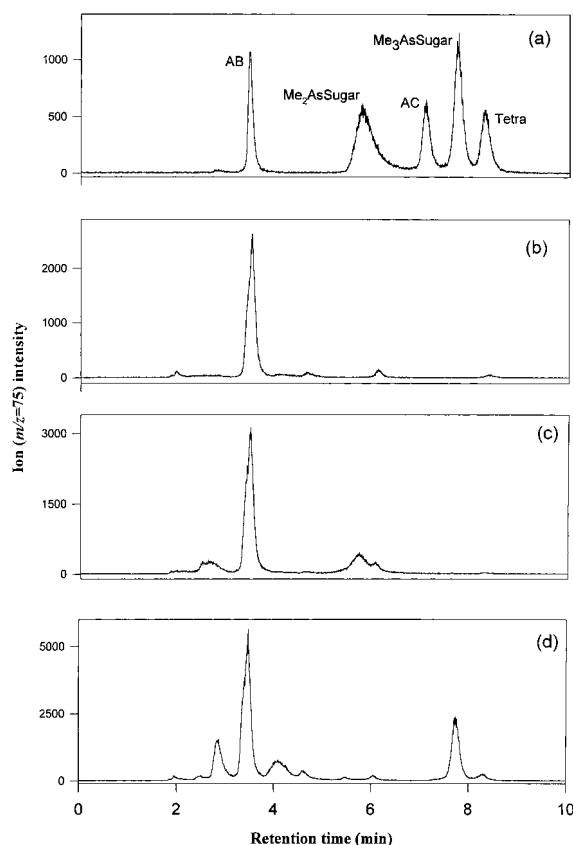 (a)
Me₃AsSugar
AB
Me₂AsSugar
AC
Tetra
1000
500
0
(b)
2000
1000
0
(c)
3000
1500
0
(d)
5000
2500
0
0 2 4 6 8 10
Ion (m/z=75) intensity
Retention time (min)